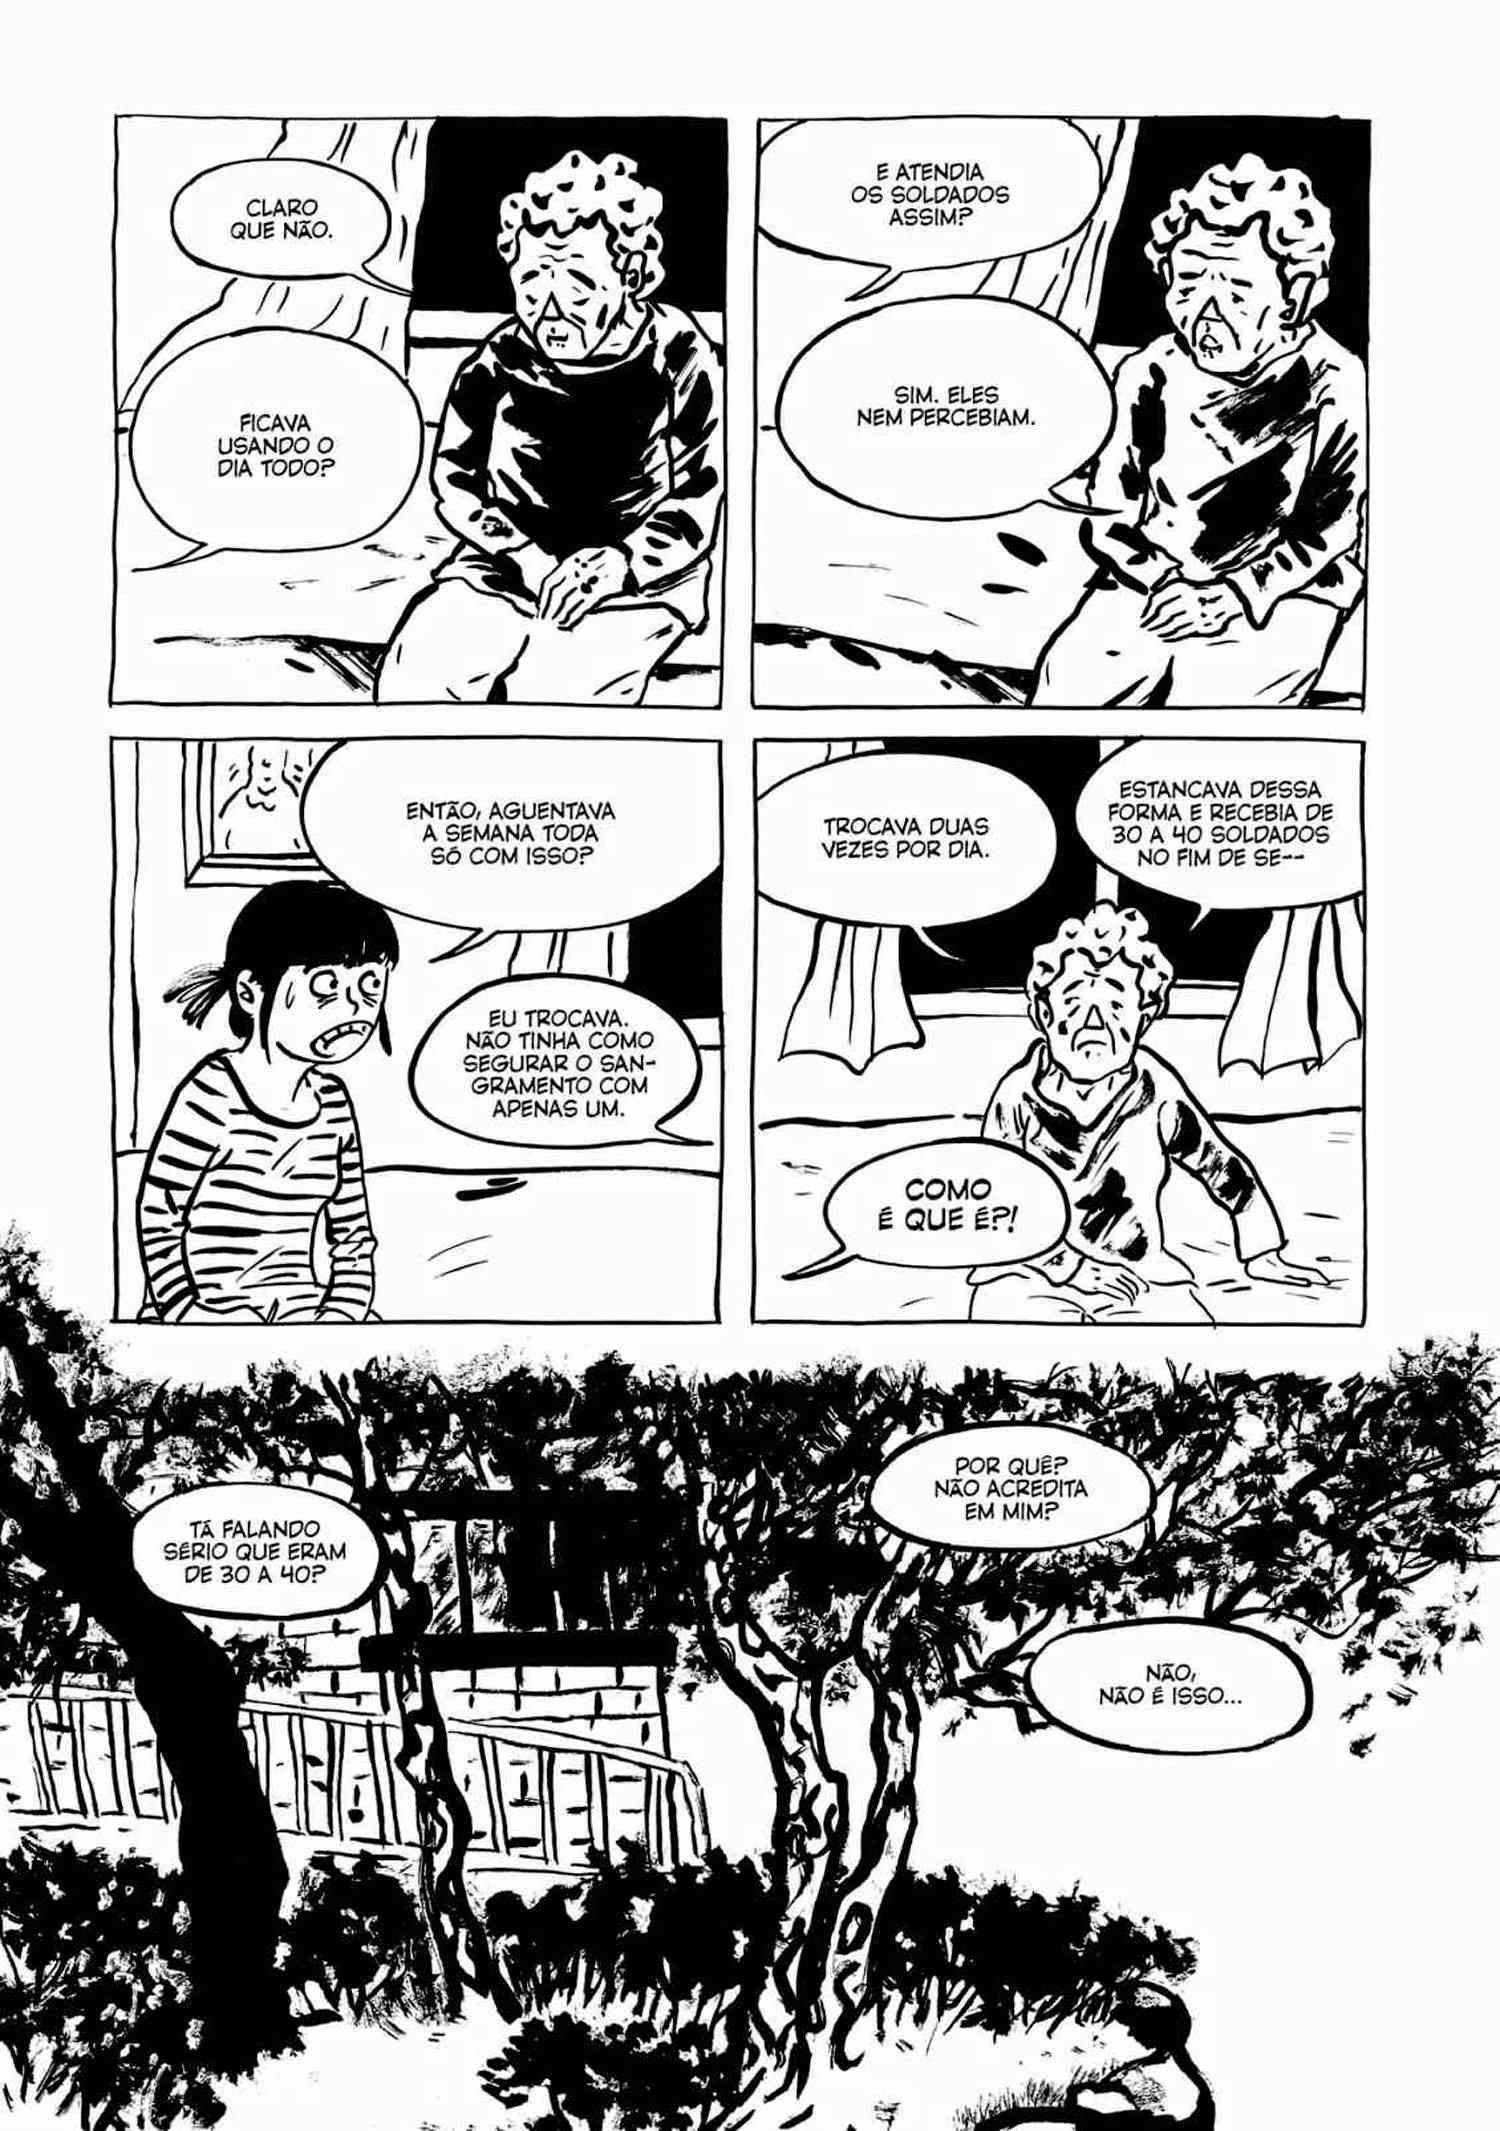 CLARO
QUE NÃO.
FICAVA
USANDO O
DIA TODO?
E ATENDIA
OS SOLDADOS
ASSIM?
SIM. ELES
NEM PERCEBIAM.
ENTÃO, AGUENTAVA
A SEMANA TODA
SÓ COM ISSO?
EU TROCAVA.
NÃO TINHA COMO
SEGURAR O SAN-
GRAMENTO COM
APENAS UM.
TROCAVA DUAS
VEZES POR DIA.
ESTANCAVA DESSA
FORMA E RECEBIA DE
30 A 40 SOLDADOS
NO FIM DE SE--
COMO
É QUE É?!
TÁ FALANDO
SÉRIO QUE ERAM
DE 30 A 40?
POR QUÊ?
NÃO ACREDITA
EM MIM?
NÃO,
NÃO É ISSO...